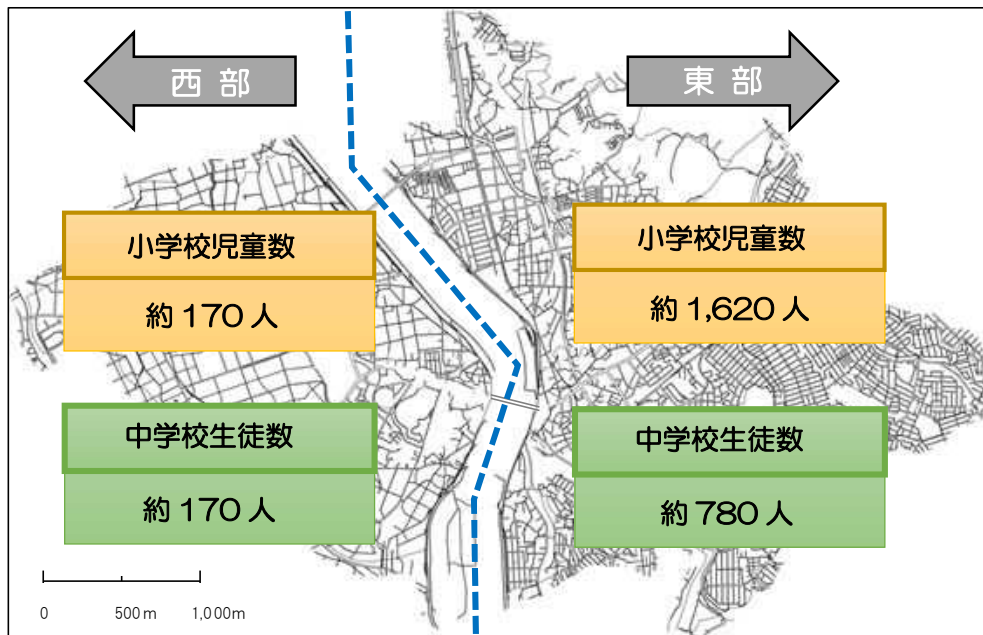 西部
東部
小学校児童数
約170人
小学校児童数
約1,620人
中学校生徒数
約170人
中学校生徒数
約780人
0 500m 1,000m